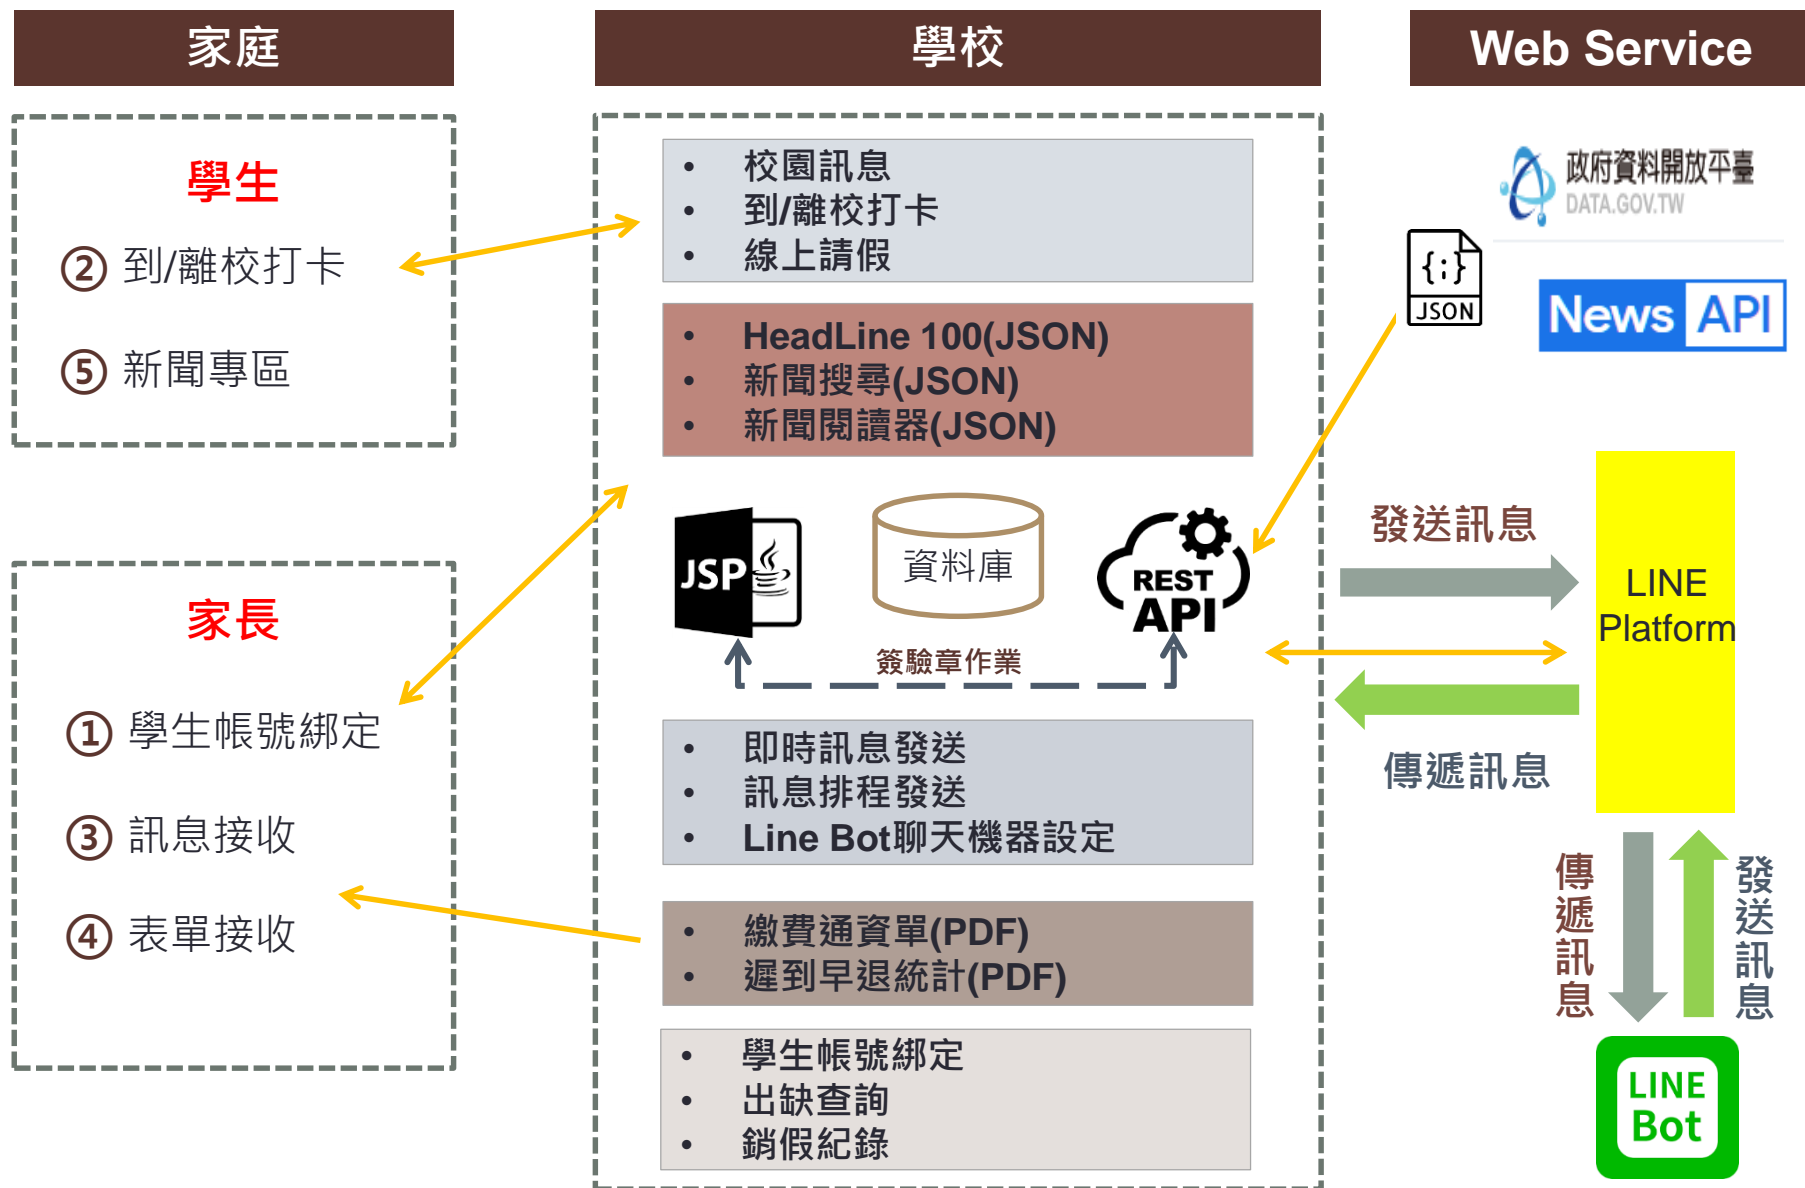 家庭
學生
② 到/離校打卡
⑤ 新聞專區
家長
① 學生帳號綁定
③ 訊息接收
④ 表單接收
學校
• 校園訊息
• 到/離校打卡
• 線上請假
• HeadLine 100(JSON)
• 新聞搜尋(JSON)
• 新聞閱讀器(JSON)
JSP
資料庫
REST
API
簽驗章作業
• 即時訊息發送
• 訊息排程發送
• Line Bot聊天機器設定
• 繳費通資單(PDF)
• 遲到早退統計(PDF)
• 學生帳號綁定
• 出缺查詢
• 銷假紀錄
Web Service
政府資料開放平臺
DATA.GOV.TW
{;}
JSON
News API
發送訊息
LINE
Platform
傳遞訊息
傳遞訊息
發送訊息
LINE
Bot